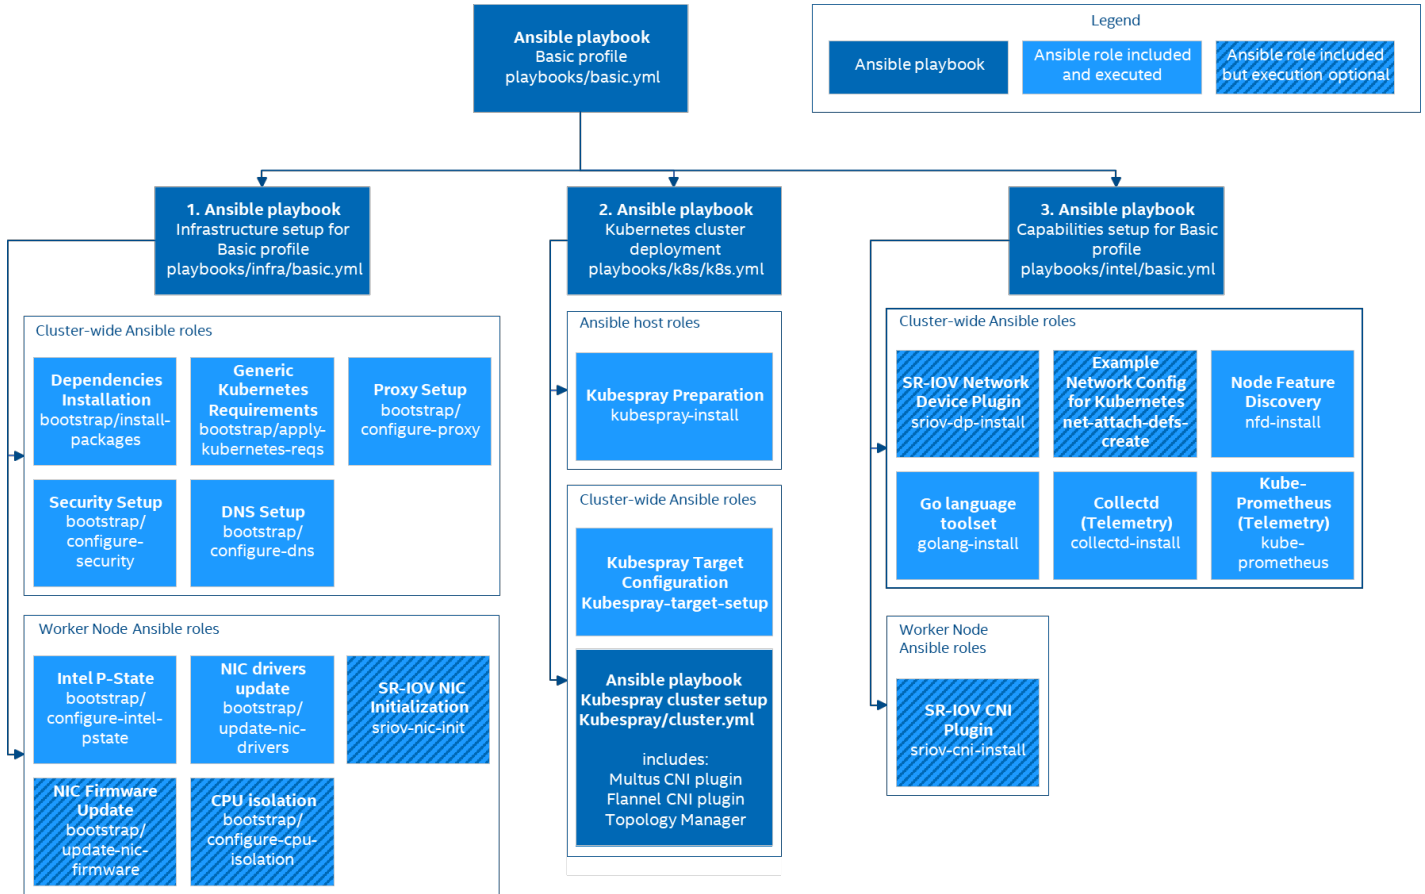 Ansible playbook
Basic profile
playbooks/basic.yml
Legend
Ansible playbook
Ansible role included
and executed
Ansible role included
but execution optional
1. Ansible playbook
Infrastructure setup for
Basic profile
playbooks/infra/basic.yml
2. Ansible playbook
Kubernetes cluster
deployment
playbooks/k8s/k8s.yml
3. Ansible playbook
Capabilities setup for Basic
profile
playbooks/intel/basic.yml
Cluster-wide Ansible roles
Dependencies
Installation
bootstrap/install-
packages
Generic
Kubernetes
Requirements
bootstrap/apply-
kubernetes-reqs
Proxy Setup
bootstrap/
configure-proxy
Security Setup
bootstrap/
configure-
security
DNS Setup
bootstrap/
configure-dns
Worker Node Ansible roles
Intel P-State
bootstrap/
configure-intel-
pstate
NIC drivers
update
bootstrap/
update-nic-
drivers
SR-IOV NIC
Initialization
sriov-nic-init
NIC Firmware
Update
bootstrap/
update-nic-
firmware
CPU isolation
bootstrap/
configure-cpu-
isolation
Ansible host roles
Kubespray Preparation
kubespray-install
Cluster-wide Ansible roles
Kubespray Target
Configuration
Kubespray-target-setup
Ansible playbook
Kubespray cluster setup
Kubespray/cluster.yml
includes:
Multus CNI plugin
Flannel CNI plugin
Topology Manager
Cluster-wide Ansible roles
SR-IOV Network
Device Plugin
sriov-dp-install
Example
Network Config
for Kubernetes
net-attach-defs-
create
Node Feature
Discovery
nfd-install
Go language
toolset
golang-install
Collectd
(Telemetry)
collectd-install
Kube-
Prometheus
(Telemetry)
kube-
prometheus
Worker Node
Ansible roles
SR-IOV CNI
Plugin
sriov-cni-install